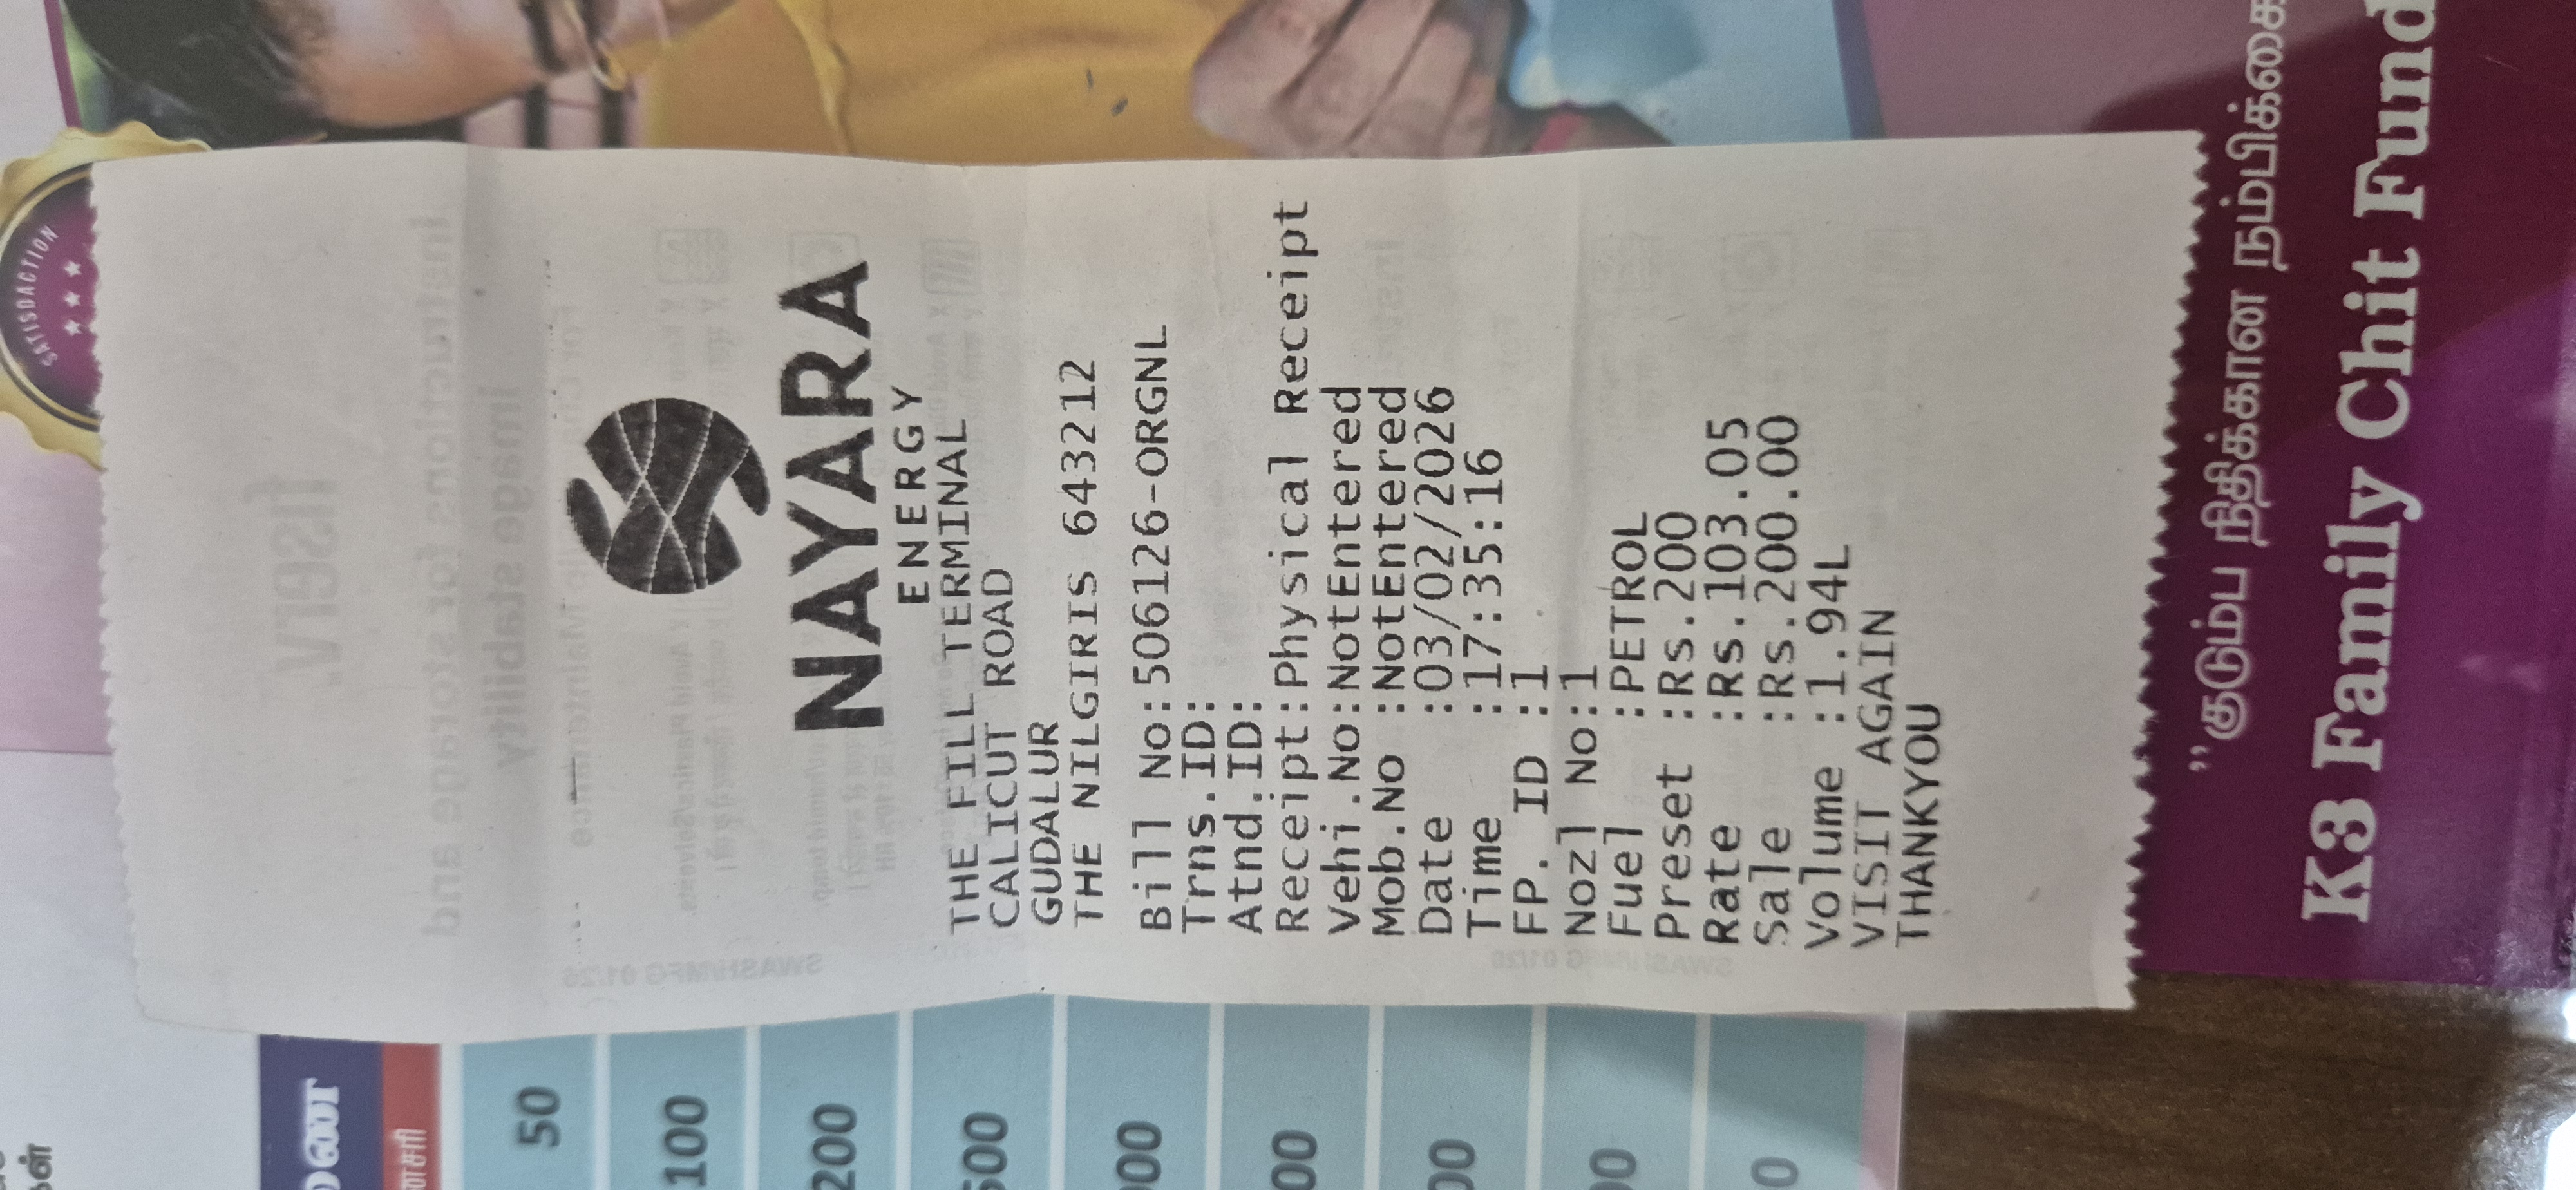 NAYARA
ENERGY
THE FILL TERMINAL
CALICUT ROAD
GUDALUR
THE NILGIRIS 643212
Bill No:506126-ORGNL
Trns.ID:
Atnd.ID:
Receipt:Physical Receipt
Vehi.No:NotEntered
Mob.No :NotEntered
Date :03/02/2026
Time :17:35:16
FP. ID :1
Nozl No:1
Fuel :PETROL
Preset :Rs.200
Rate :Rs.103.05
Sale :Rs.200.00
Volume :1.94L
VISIT AGAIN
THANKYOU
"குடும்ப நிதிக்கான நம்பிக்கை
K3 Family Chit Fund
SATISDACTION
50
100
200
500